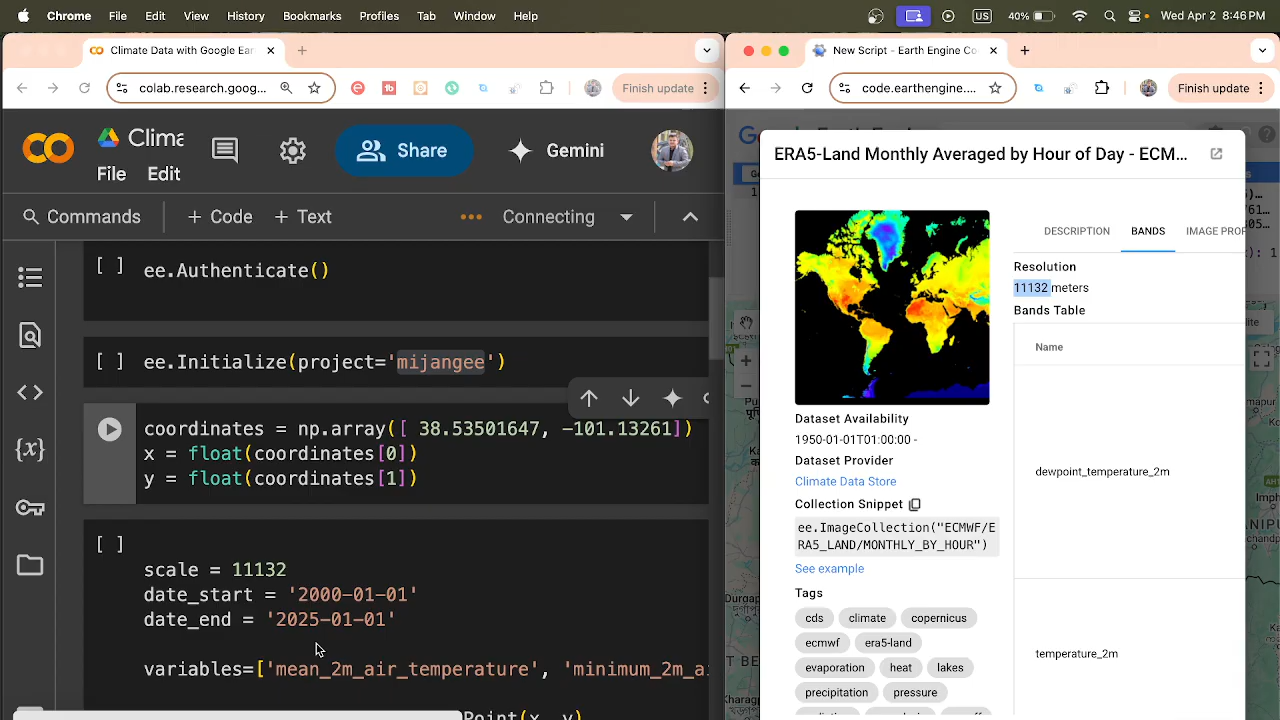 Chrome File Edit View History Bookmarks Profiles Tab Window Help
US 40% Wed Apr 2 8:46 PM
Climate Data with Google Ear
colab.research.goog...
Finish update
Clima
File Edit
Share
Gemini
Commands + Code + Text
Connecting
[ ] ee.Authenticate()
[ ] ee.Initialize(project='mijangee')
coordinates = np.array([ 38.53501647, −101.13261])
x = float(coordinates[0])
y = float(coordinates[1])
[ ]
scale = 11132
date_start = '2000-01-01'
date_end = '2025-01-01'
variables=['mean_2m_air_temperature', 'minimum_2m_ai
Point(x, y)
New Script - Earth Engine Co
code.earthengine....
Finish update
ERA5-Land Monthly Averaged by Hour of Day - ECM...
DESCRIPTION BANDS IMAGE PROP
Resolution
11132 meters
Bands Table
Name
dewpoint_temperature_2m
temperature_2m
Dataset Availability
1950-01-01T01:00:00 -
Dataset Provider
Climate Data Store
Collection Snippet
ee.ImageCollection("ECMWF/E
RA5_LAND/MONTHLY_BY_HOUR")
See example
Tags
cds climate copernicus
ecmwf era5-land
evaporation heat lakes
precipitation pressure